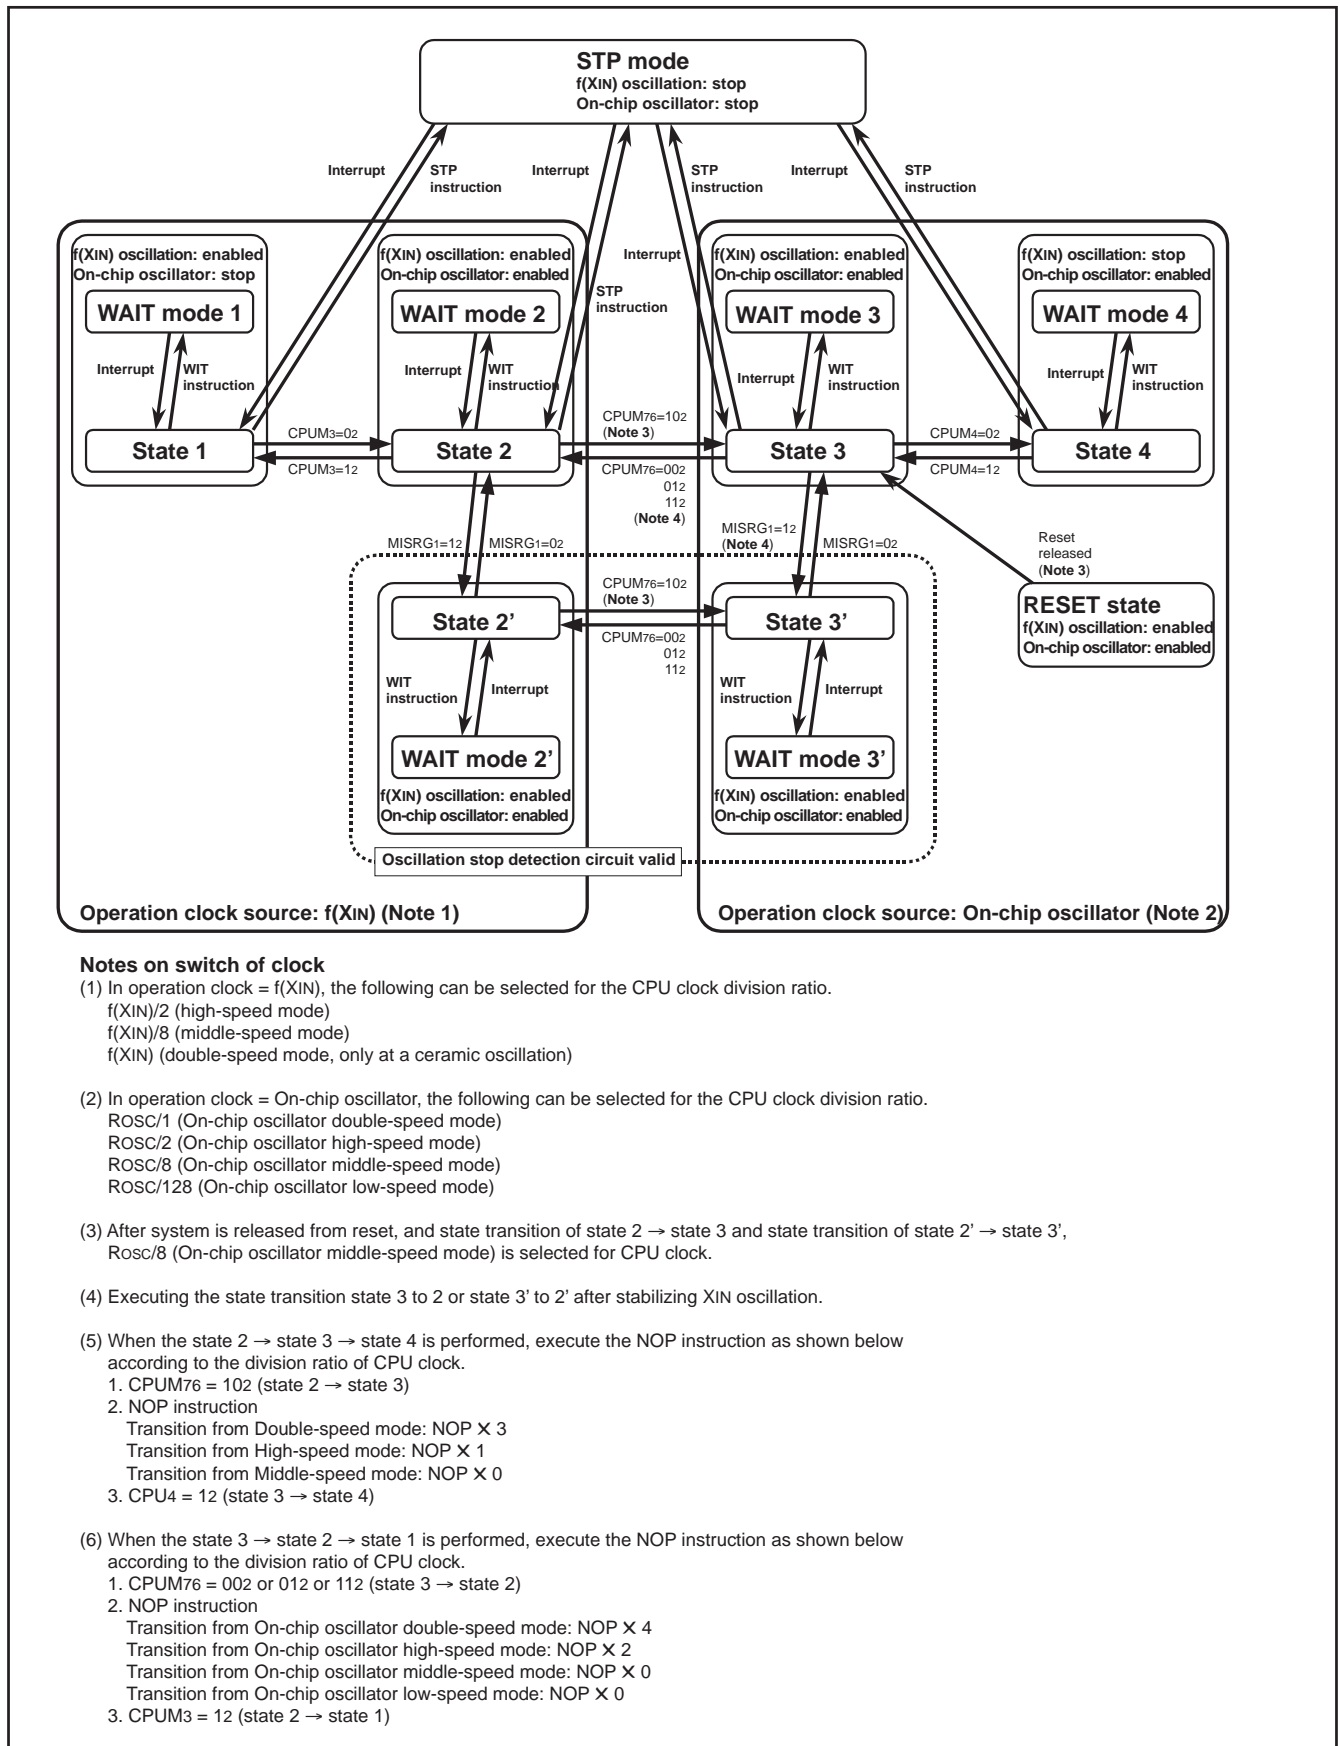 STP mode
f(XIN) oscillation: stop
On-chip oscillator: stop
Interrupt
STP
instruction
Interrupt
STP
instruction
Interrupt
STP
instruction
f(XIN) oscillation: enabled
On-chip oscillator: stop
WAIT mode 1
Interrupt
WIT
instruction
State 1
f(XIN) oscillation: enabled
On-chip oscillator: enabled
WAIT mode 2
Interrupt
WIT
instruction
State 2
STP
instruction
Interrupt
f(XIN) oscillation: enabled
On-chip oscillator: enabled
WAIT mode 3
Interrupt
WIT
instruction
State 3
f(XIN) oscillation: stop
On-chip oscillator: enabled
WAIT mode 4
Interrupt
WIT
instruction
State 4
CPUM3=02
CPUM3=12
CPUM76=102
(Note 3)
CPUM76=002
012
112
(Note 4)
CPUM4=02
CPUM4=12
MISRG1=12
MISRG1=02
MISRG1=12
(Note 4)
MISRG1=02
Reset
released
(Note 3)
RESET state
f(XIN) oscillation: enabled
On-chip oscillator: enabled
State 2’
CPUM76=102
(Note 3)
CPUM76=002
012
112
State 3’
WIT
instruction
Interrupt
WIT
instruction
Interrupt
WAIT mode 2’
f(XIN) oscillation: enabled
On-chip oscillator: enabled
WAIT mode 3’
f(XIN) oscillation: enabled
On-chip oscillator: enabled
Oscillation stop detection circuit valid
Operation clock source: f(XIN) (Note 1)
Operation clock source: On-chip oscillator (Note 2)
Notes on switch of clock
(1) In operation clock = f(XIN), the following can be selected for the CPU clock division ratio.
f(XIN)/2 (high-speed mode)
f(XIN)/8 (middle-speed mode)
f(XIN) (double-speed mode, only at a ceramic oscillation)
(2) In operation clock = On-chip oscillator, the following can be selected for the CPU clock division ratio.
ROSC/1 (On-chip oscillator double-speed mode)
ROSC/2 (On-chip oscillator high-speed mode)
ROSC/8 (On-chip oscillator middle-speed mode)
ROSC/128 (On-chip oscillator low-speed mode)
(3) After system is released from reset, and state transition of state 2 → state 3 and state transition of state 2’ → state 3’,
ROSC/8 (On-chip oscillator middle-speed mode) is selected for CPU clock.
(4) Executing the state transition state 3 to 2 or state 3’ to 2’ after stabilizing XIN oscillation.
(5) When the state 2 → state 3 → state 4 is performed, execute the NOP instruction as shown below
according to the division ratio of CPU clock.
1. CPUM76 = 102 (state 2 → state 3)
2. NOP instruction
Transition from Double-speed mode: NOP ✕ 3
Transition from High-speed mode: NOP ✕ 1
Transition from Middle-speed mode: NOP ✕ 0
3. CPU4 = 12 (state 3 → state 4)
(6) When the state 3 → state 2 → state 1 is performed, execute the NOP instruction as shown below
according to the division ratio of CPU clock.
1. CPUM76 = 002 or 012 or 112 (state 3 → state 2)
2. NOP instruction
Transition from On-chip oscillator double-speed mode: NOP ✕ 4
Transition from On-chip oscillator high-speed mode: NOP ✕ 2
Transition from On-chip oscillator middle-speed mode: NOP ✕ 0
Transition from On-chip oscillator low-speed mode: NOP ✕ 0
3. CPUM3 = 12 (state 2 → state 1)